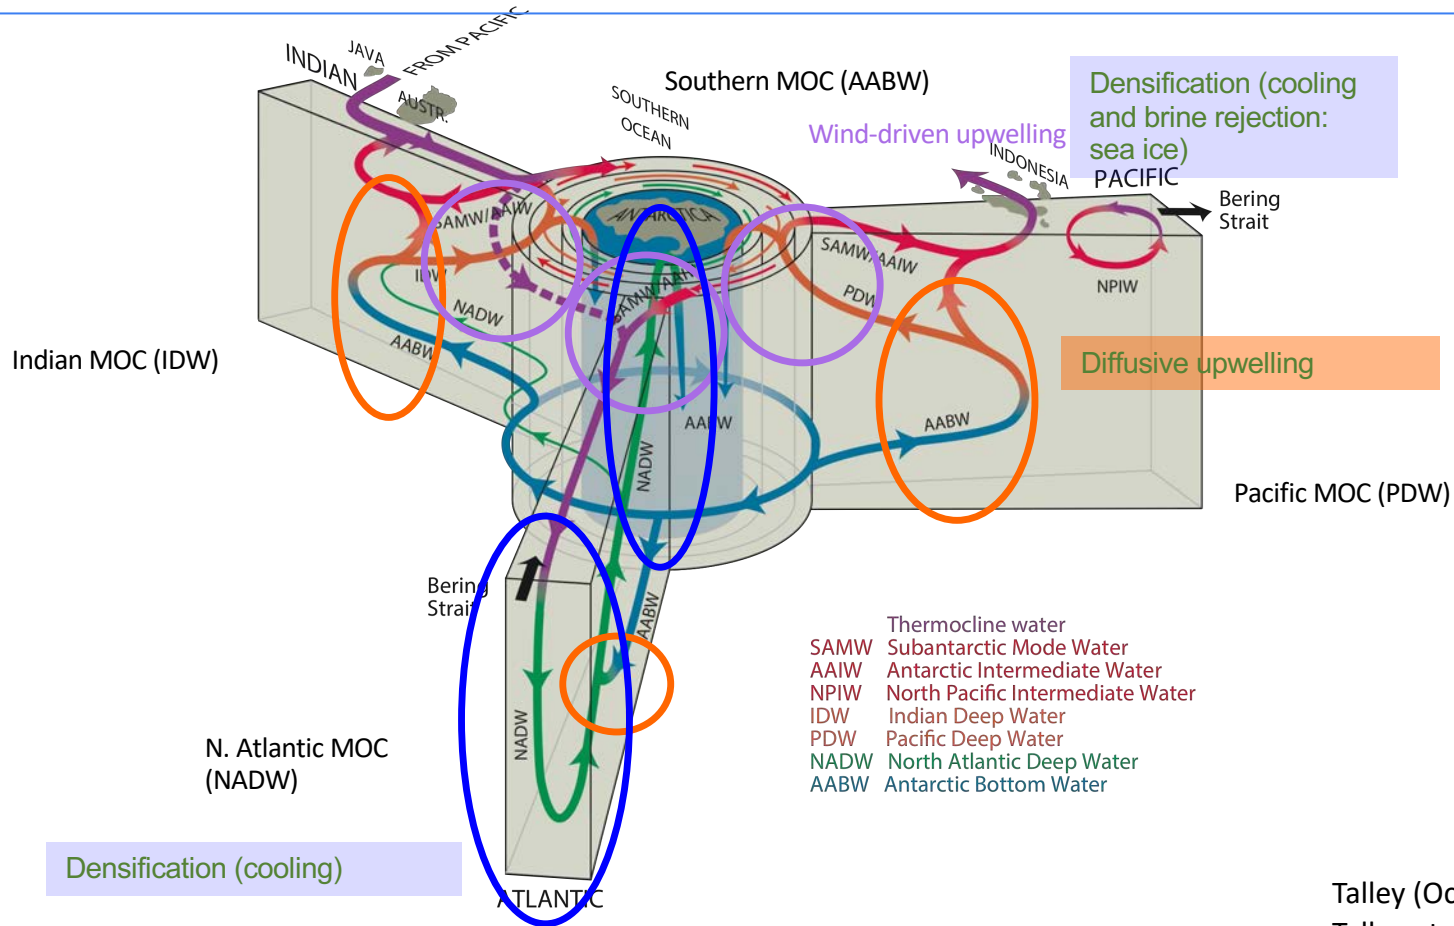 JAVA
INDIAN
FROM PACIFIC
AUSTR.
Southern MOC (AABW)
SOUTHERN
OCEAN
Wind-driven upwelling
Densification (cooling
and brine rejection:
sea ice)
INDONESIA
PACIFIC
Bering
Strait
ANTARCTICA
SAMW/AAIW
IDW
NADW
AABW
SAMW/AAIW
SAMW/AAIW
PDW
NPIW
Indian MOC (IDW)
Diffusive upwelling
AABW
NADW
AABW
Pacific MOC (PDW)
Bering
Strait
AABW
NADW
Thermocline water
SAMW Subantarctic Mode Water
AAIW Antarctic Intermediate Water
NPIW North Pacific Intermediate Water
IDW Indian Deep Water
PDW Pacific Deep Water
NADW North Atlantic Deep Water
AABW Antarctic Bottom Water
N. Atlantic MOC
(NADW)
Densification (cooling)
ATLANTIC
Talley (Oc